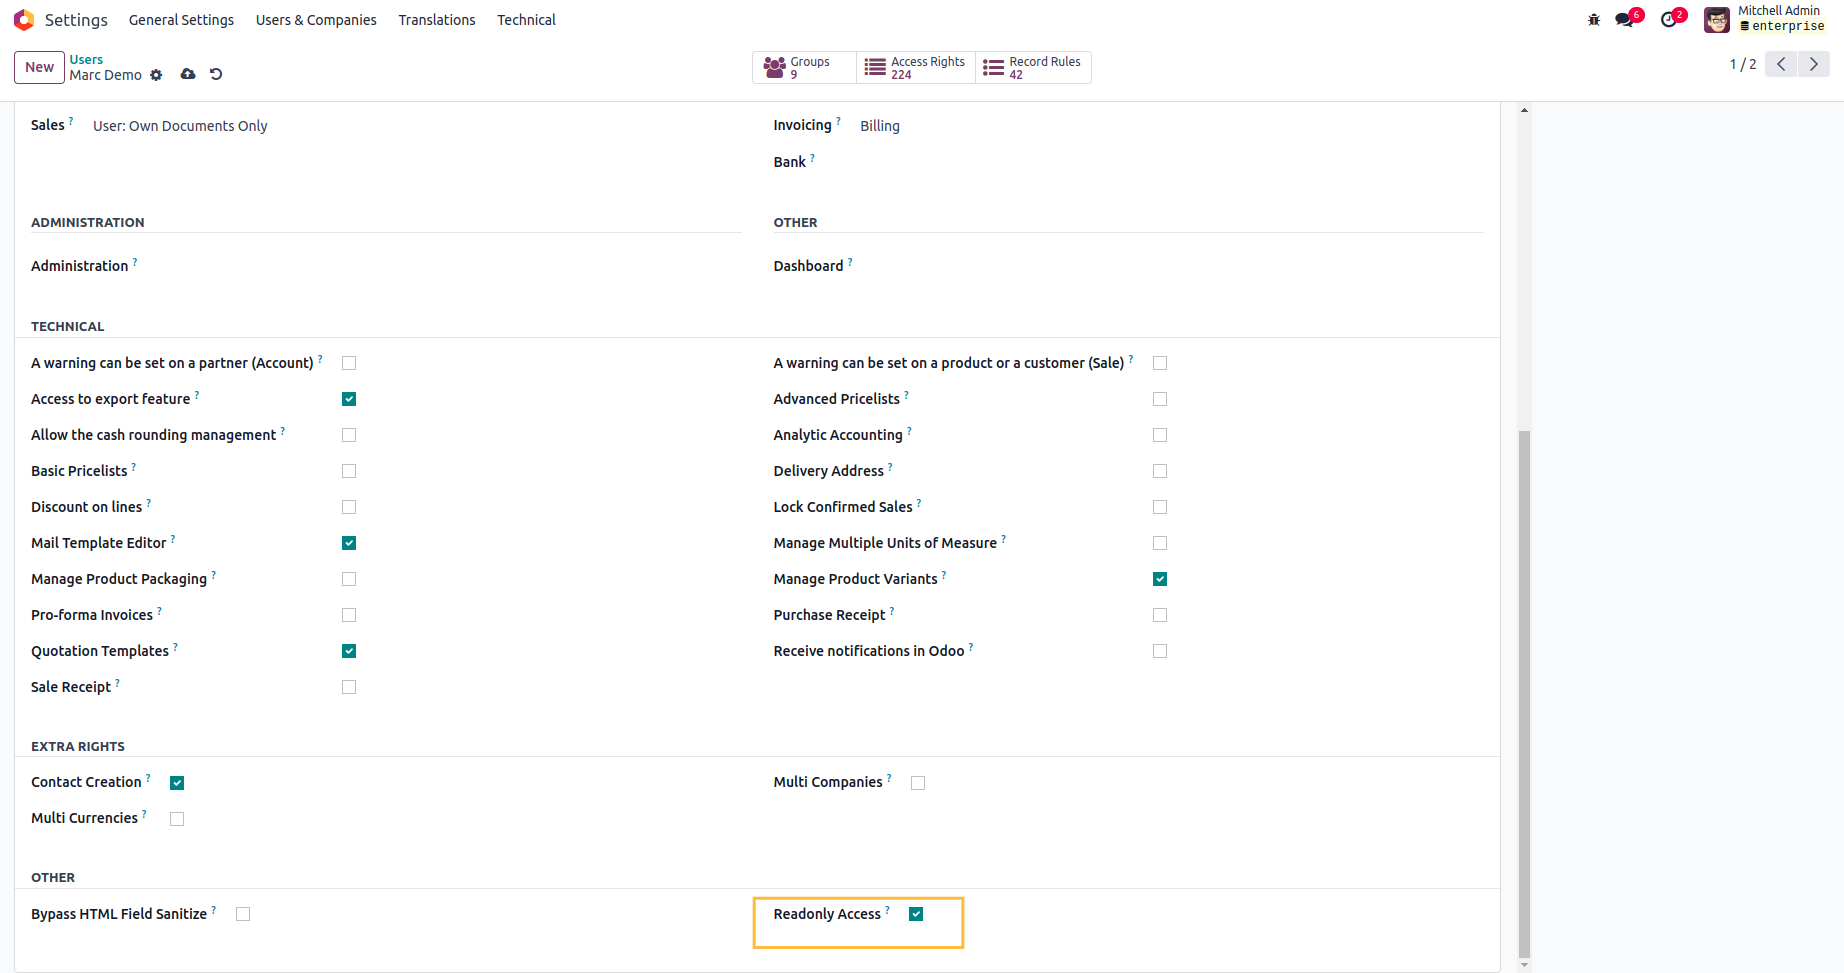 Settings General Settings Users & Companies Translations Technical 6 2 Mitchell Admin
enterprise
New Users Groups 9 Access Rights 224 Record Rules 42 1 / 2
Marc Demo
Sales ? User: Own Documents Only Invoicing ? Billing
Bank ?
ADMINISTRATION OTHER
Administration ? Dashboard ?
TECHNICAL
A warning can be set on a partner (Account) ? A warning can be set on a product or a customer (Sale) ?
Access to export feature ? Advanced Pricelists ?
Allow the cash rounding management ? Analytic Accounting ?
Basic Pricelists ? Delivery Address ?
Discount on lines ? Lock Confirmed Sales ?
Mail Template Editor ? Manage Multiple Units of Measure ?
Manage Product Packaging ? Manage Product Variants ?
Pro-forma Invoices ? Purchase Receipt ?
Quotation Templates ? Receive notifications in Odoo ?
Sale Receipt ?
EXTRA RIGHTS
Contact Creation ? Multi Companies ?
Multi Currencies ?
OTHER
Bypass HTML Field Sanitize ? Readonly Access ?